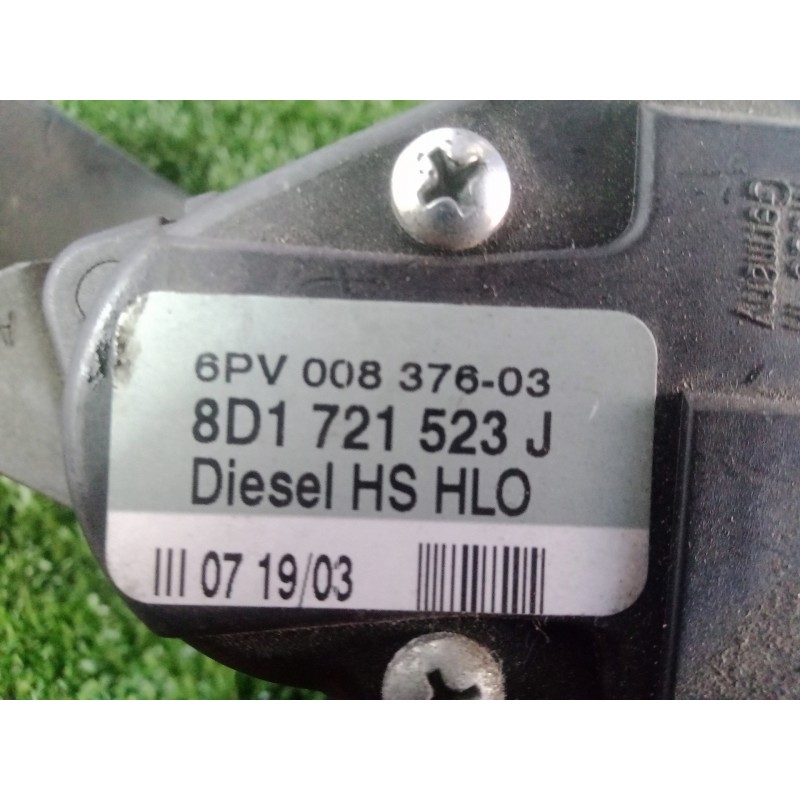 6PV 008 376-03
8D1 721 523 J
Diesel HS HLO
III 07 19/03
Germany